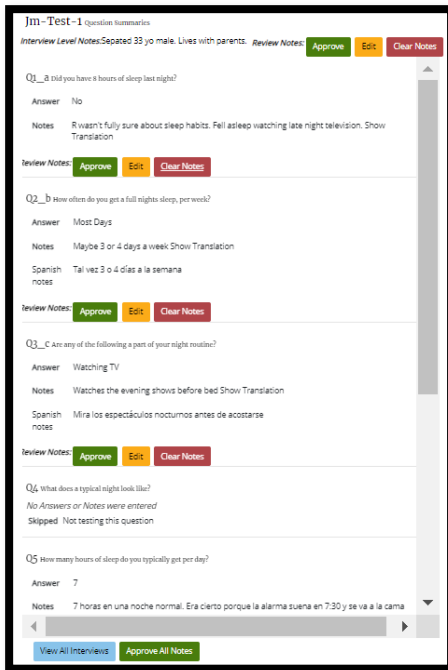 Jm-Test-1 Question Summaries
Interview Level Notes:Sepated 33 yo male. Lives with parents. Review Notes: Approve Edit Clear Notes
Q1_a Did you have 8 hours of sleep last night?
Answer No
Notes R wasn't fully sure about sleep habits. Fell asleep watching late night television. Show
Translation
Review Notes: Approve Edit Clear Notes
Q2_b How often do you get a full nights sleep, per week?
Answer Most Days
Notes Maybe 3 or 4 days a week Show Translation
Spanish Tal vez 3 o 4 días a la semana
notes
Review Notes: Approve Edit Clear Notes
Q3_c Are any of the following a part of your night routine?
Answer Watching TV
Notes Watches the evening shows before bed Show Translation
Spanish Mira los espectáculos nocturnos antes de acostarse
notes
Review Notes: Approve Edit Clear Notes
Q4 What does a typical night look like?
No Answers or Notes were entered
Skipped Not testing this question
Q5 How many hours of sleep do you typically get per day?
Answer 7
Notes 7 horas en una noche normal. Era cierto porque la alarma suena en 7:30 y se va a la cama
View All Interviews Approve All Notes